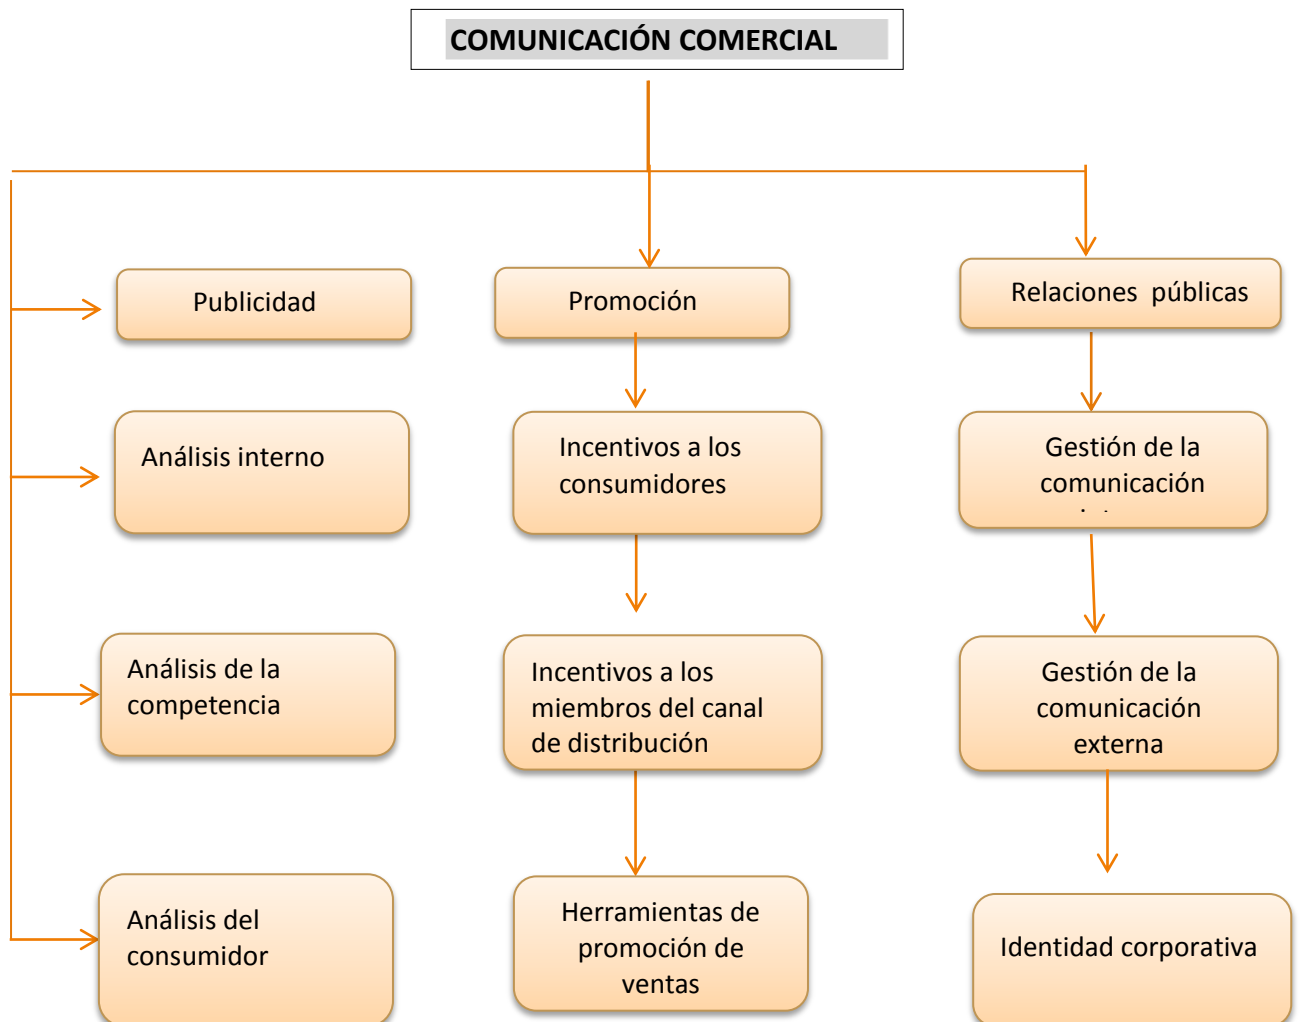 COMUNICACIÓN COMERCIAL
Publicidad
Promoción
Relaciones públicas
Análisis interno
Incentivos a los
consumidores
Gestión de la
comunicación
Análisis de la
competencia
Incentivos a los
miembros del canal
de distribución
Gestión de la
comunicación
externa
Análisis del
consumidor
Herramientas de
promoción de
ventas
Identidad corporativa